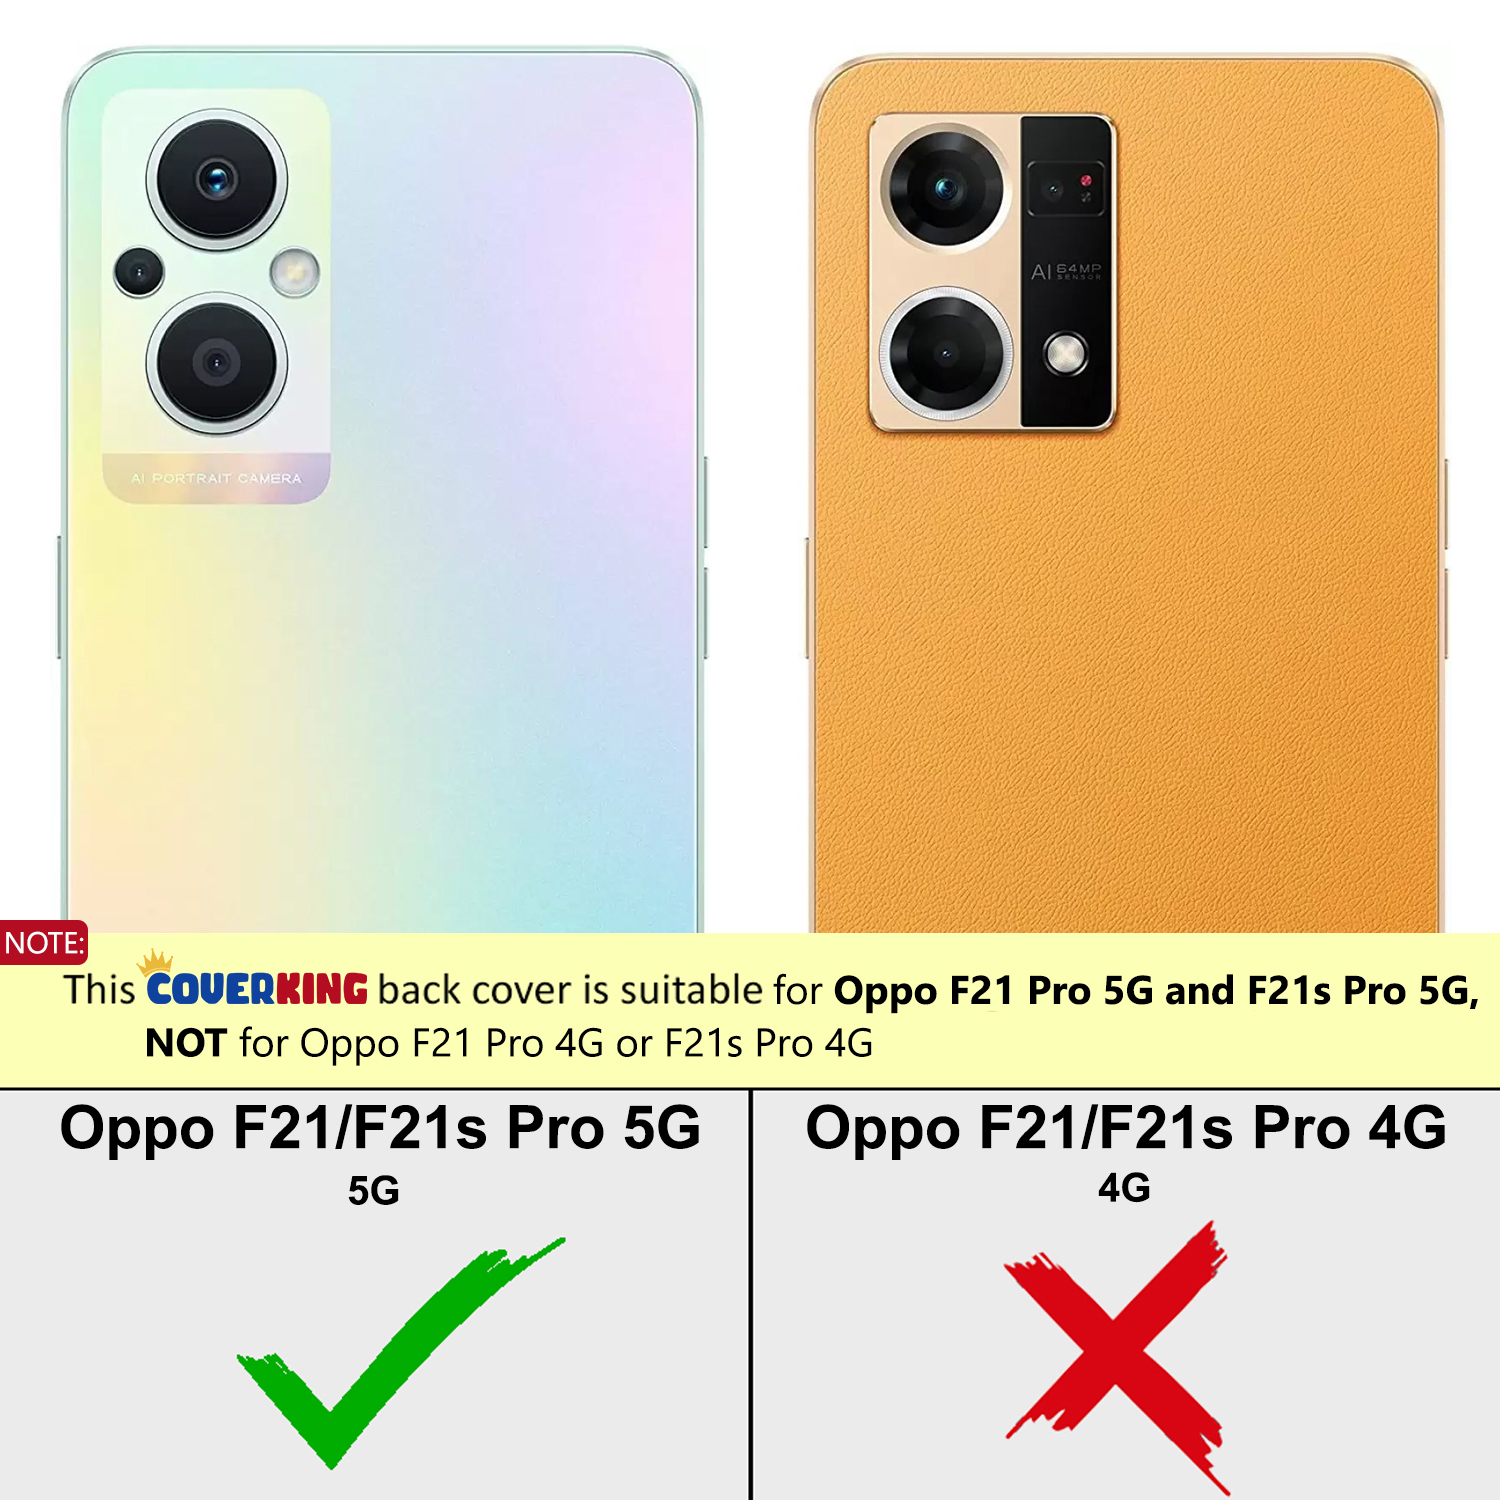 AI PORTRAIT CAMERA
AI 64MP
SENSOR
NOTE:
This COVERKING back cover is suitable for Oppo F21 Pro 5G and F21s Pro 5G,
NOT for Oppo F21 Pro 4G or F21s Pro 4G
Oppo F21/F21s Pro 5G
5G
Oppo F21/F21s Pro 4G
4G